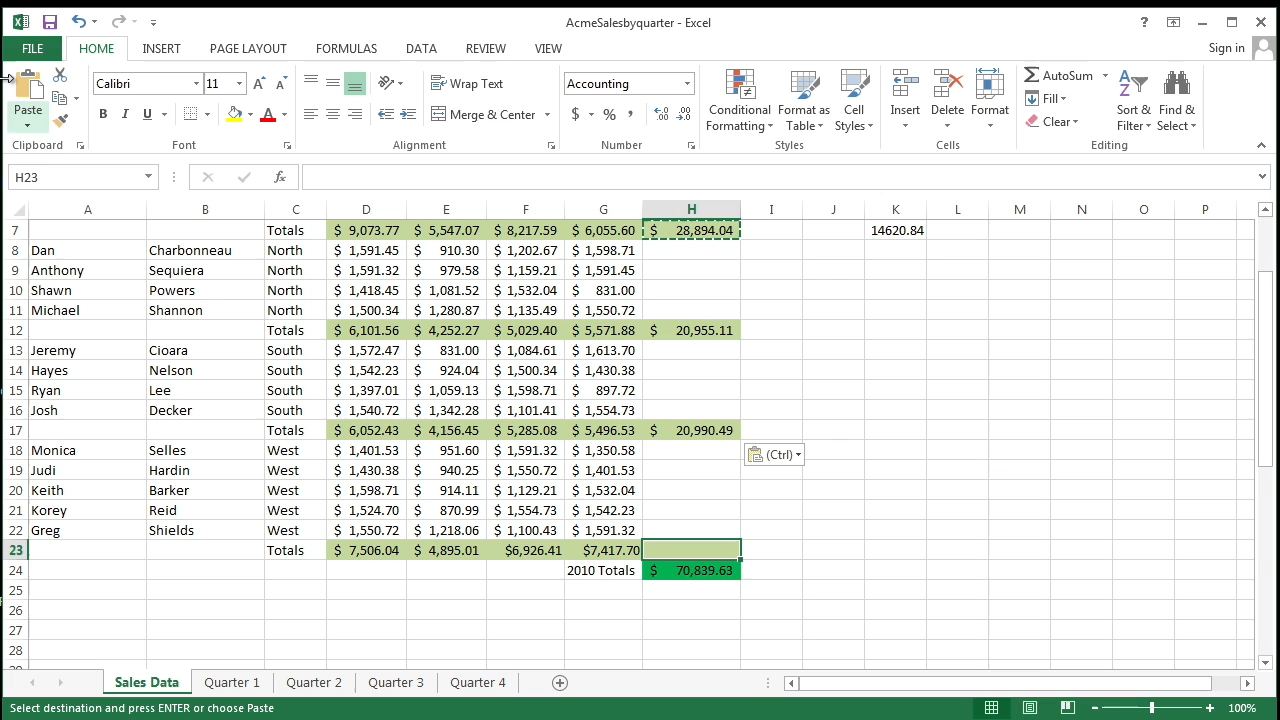 AcmeSalesbyquarter - Excel
Sign in
FILE HOME INSERT PAGE LAYOUT FORMULAS DATA REVIEW VIEW
Paste
Calibri 11
B I U A
Wrap Text
Merge & Center
Accounting
$ % ,
Conditional Formatting
Format as Table
Cell Styles
Insert Delete Format
AutoSum
Fill
Clear
Sort & Filter
Find & Select
Clipboard Font Alignment Number Styles Cells Editing
H23 fx
A B C D E F G H I J K L M N O P
7 Totals $ 9,073.77 $ 5,547.07 $ 8,217.59 $ 6,055.60 $ 28,894.04 14620.84
8 Dan Charbonneau North $ 1,591.45 $ 910.30 $ 1,202.67 $ 1,598.71
9 Anthony Sequiera North $ 1,591.32 $ 979.58 $ 1,159.21 $ 1,591.45
10 Shawn Powers North $ 1,418.45 $ 1,081.52 $ 1,532.04 $ 831.00
11 Michael Shannon North $ 1,500.34 $ 1,280.87 $ 1,135.49 $ 1,550.72
12 Totals $ 6,101.56 $ 4,252.27 $ 5,029.40 $ 5,571.88 $ 20,955.11
13 Jeremy Cioara South $ 1,572.47 $ 831.00 $ 1,084.61 $ 1,613.70
14 Hayes Nelson South $ 1,542.23 $ 924.04 $ 1,500.34 $ 1,430.38
15 Ryan Lee South $ 1,397.01 $ 1,059.13 $ 1,598.71 $ 897.72
16 Josh Decker South $ 1,540.72 $ 1,342.28 $ 1,101.41 $ 1,554.73
17 Totals $ 6,052.43 $ 4,156.45 $ 5,285.08 $ 5,496.53 $ 20,990.49
18 Monica Selles West $ 1,401.53 $ 951.60 $ 1,591.32 $ 1,350.58
(Ctrl)
19 Judi Hardin West $ 1,430.38 $ 940.25 $ 1,550.72 $ 1,401.53
20 Keith Barker West $ 1,598.71 $ 914.11 $ 1,129.21 $ 1,532.04
21 Korey Reid West $ 1,524.70 $ 870.99 $ 1,554.73 $ 1,542.23
22 Greg Shields West $ 1,550.72 $ 1,218.06 $ 1,100.43 $ 1,591.32
23 Totals $ 7,506.04 $ 4,895.01 $6,926.41 $7,417.70
24 2010 Totals $ 70,839.63
25
26
27
28
Sales Data Quarter 1 Quarter 2 Quarter 3 Quarter 4
Select destination and press ENTER or choose Paste 100%